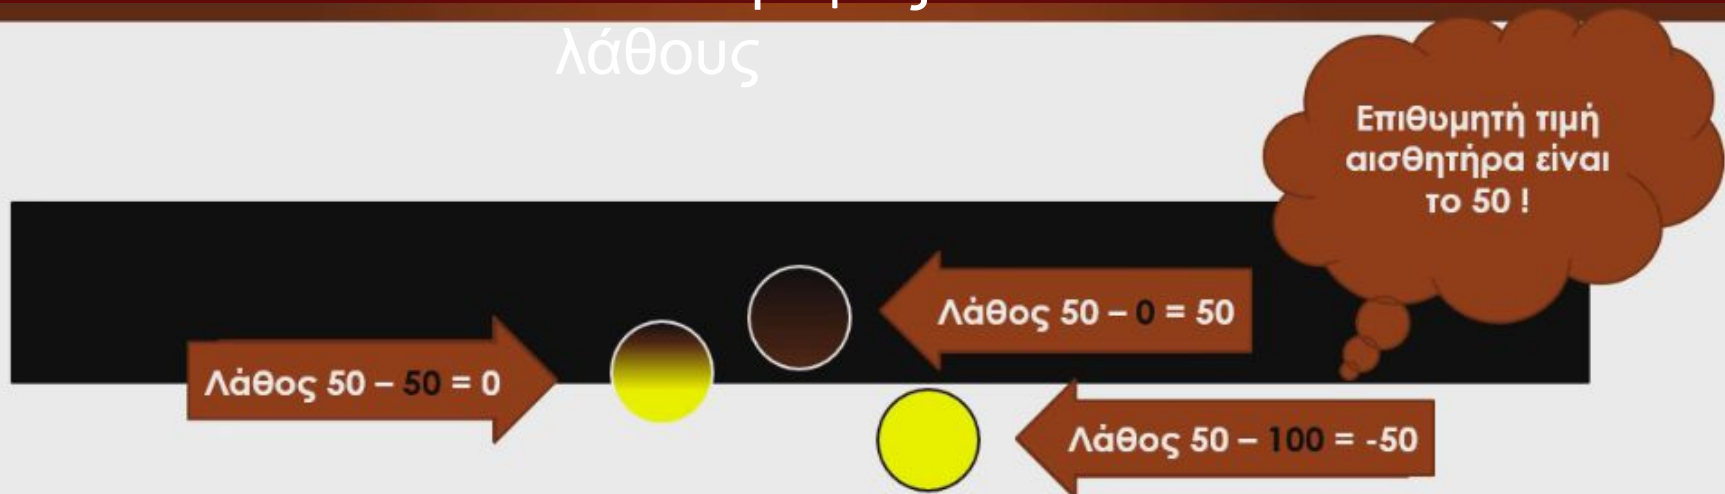 λάθους
Επιθυμητή τιμή
αισθητήρα είναι
το 50 !
Λάθος 50 – 0 = 50
Λάθος 50 – 50 = 0
Λάθος 50 – 100 = -50